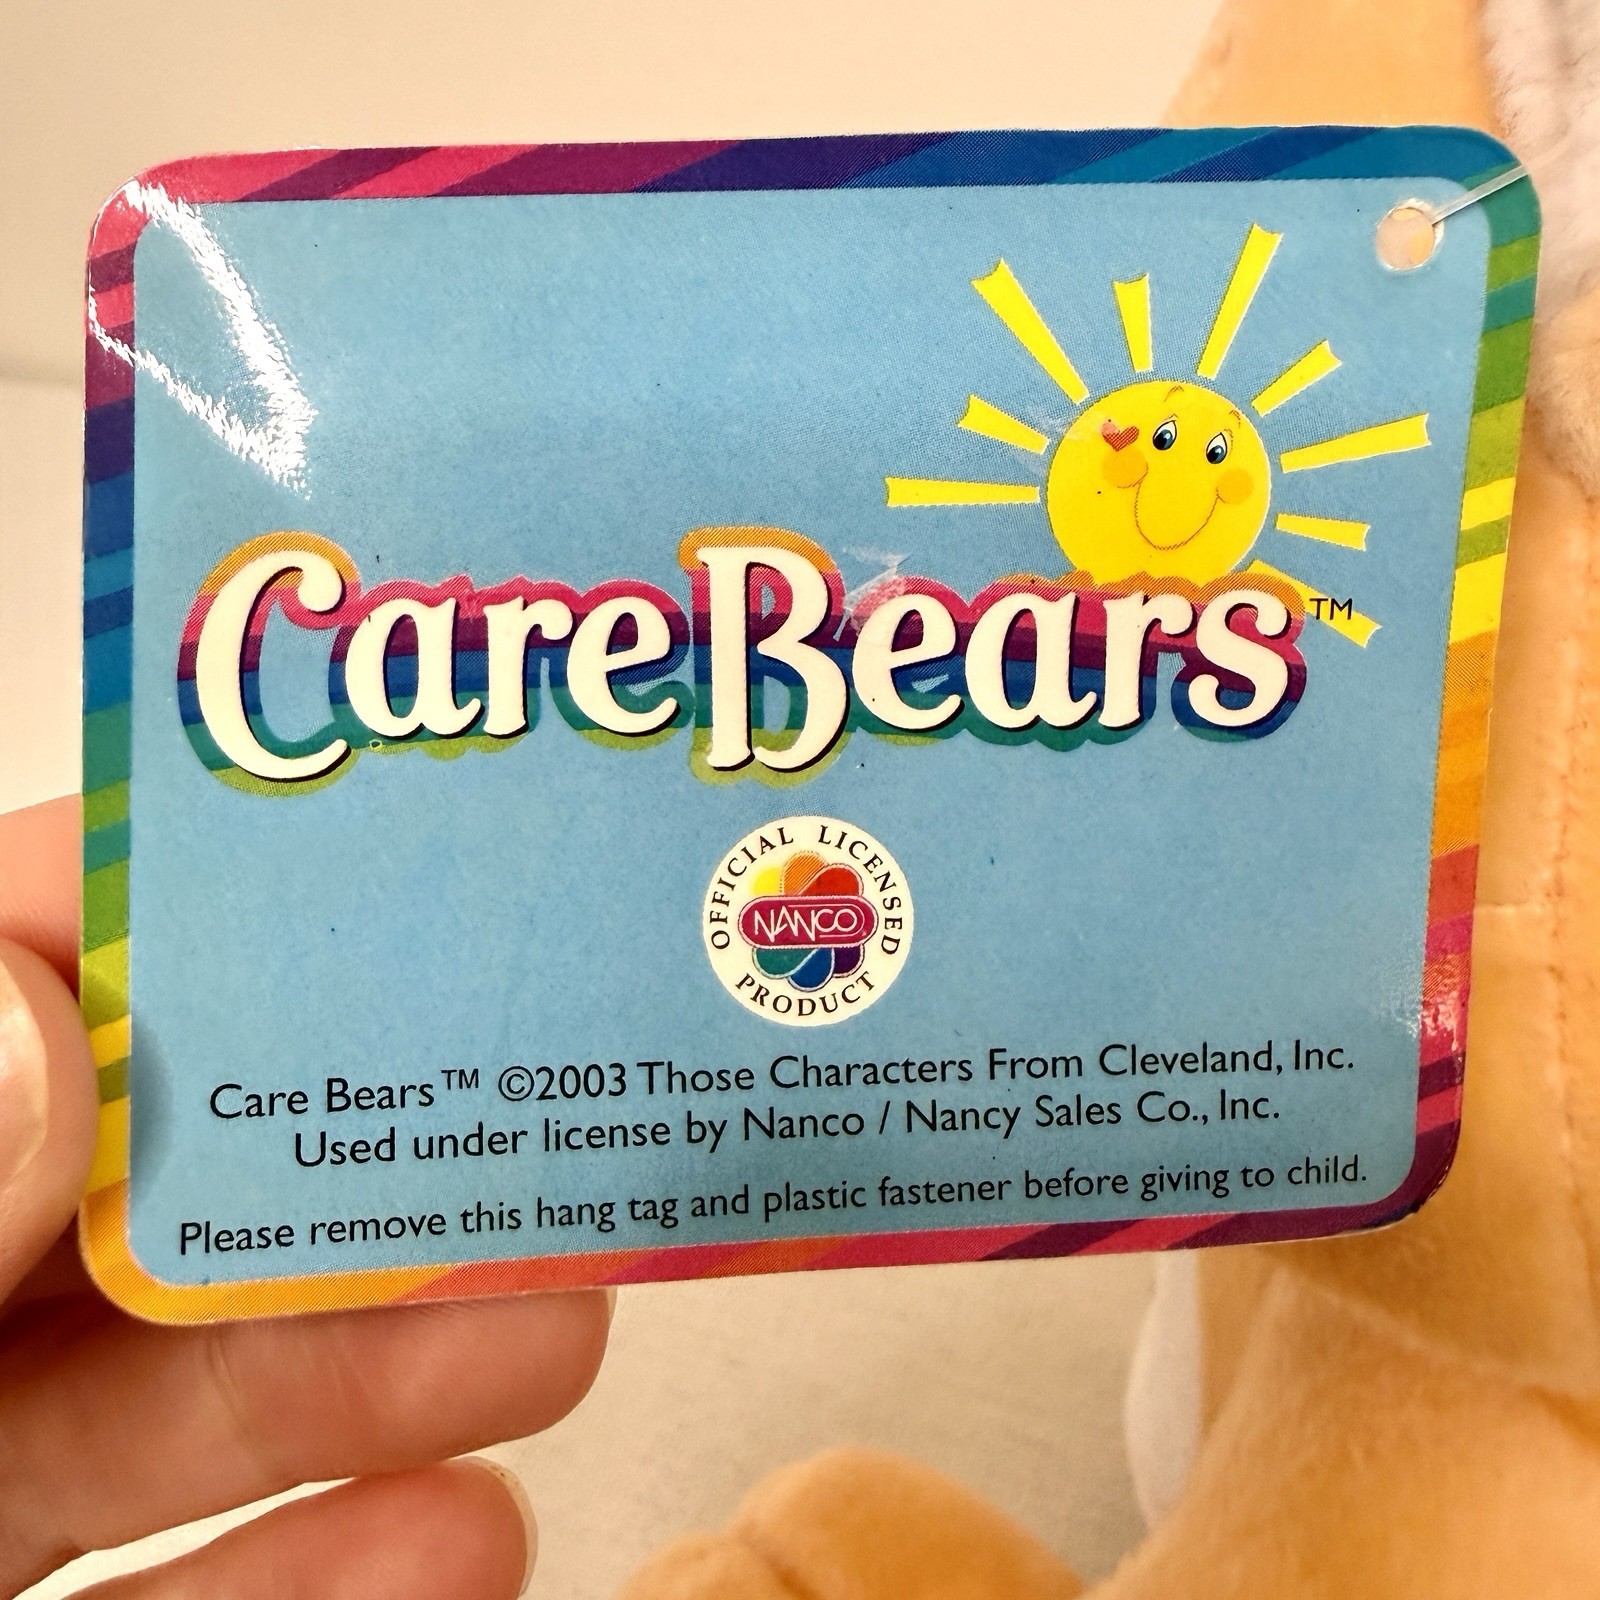 Care Bears™
OFFICIAL LICENSED
NANCO
PRODUCT
Care Bears™ ©2003 Those Characters From Cleveland, Inc.
Used under license by Nanco / Nancy Sales Co., Inc.
Please remove this hang tag and plastic fastener before giving to child.